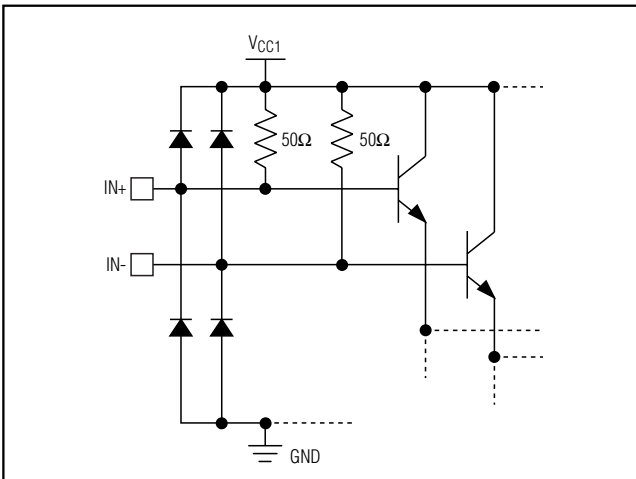 VCC1
50Ω 50Ω
IN+
IN-
GND